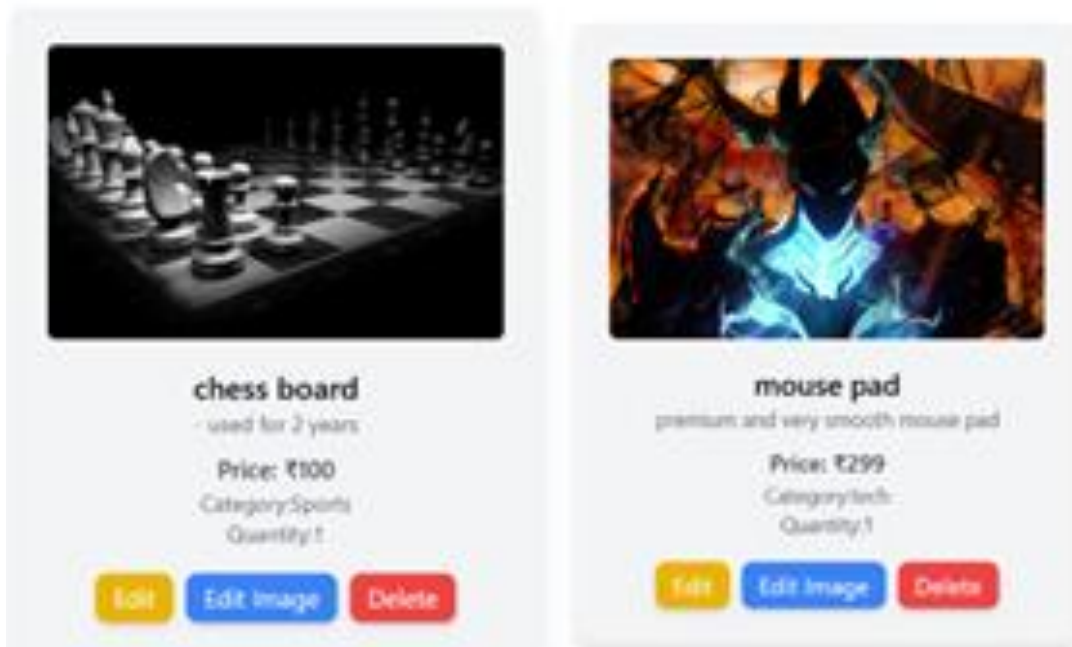 chess board
- used for 2 years
Price: ₹100
Category:Sports
Quantity:1
Edit
Edit Image
Delete
mouse pad
premium and very smooth mouse pad
Price: ₹299
Category:tech
Quantity:1
Edit
Edit Image
Delete